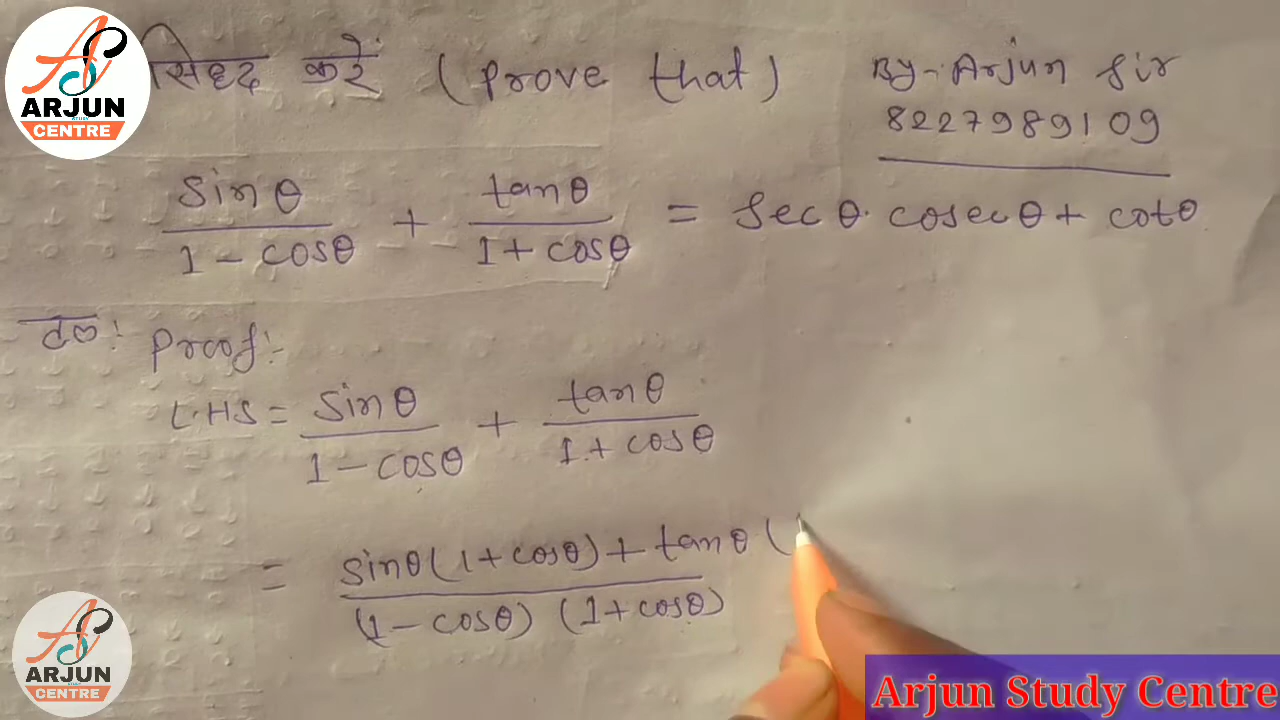 ARJUN
STUDY
CENTRE
सिद्ध करें (Prove that)
By-Arjun Sir
8227989109
sinθ/1-cosθ + tanθ/1+cosθ = secθ.cosecθ+cotθ
हल: Proof:-
LHS = sinθ/1-cosθ + tanθ/1+cosθ
= sinθ(1+cosθ)+tanθ(/(1-cosθ)(1+cosθ)
ARJUN
STUDY
CENTRE
Arjun Study Centre